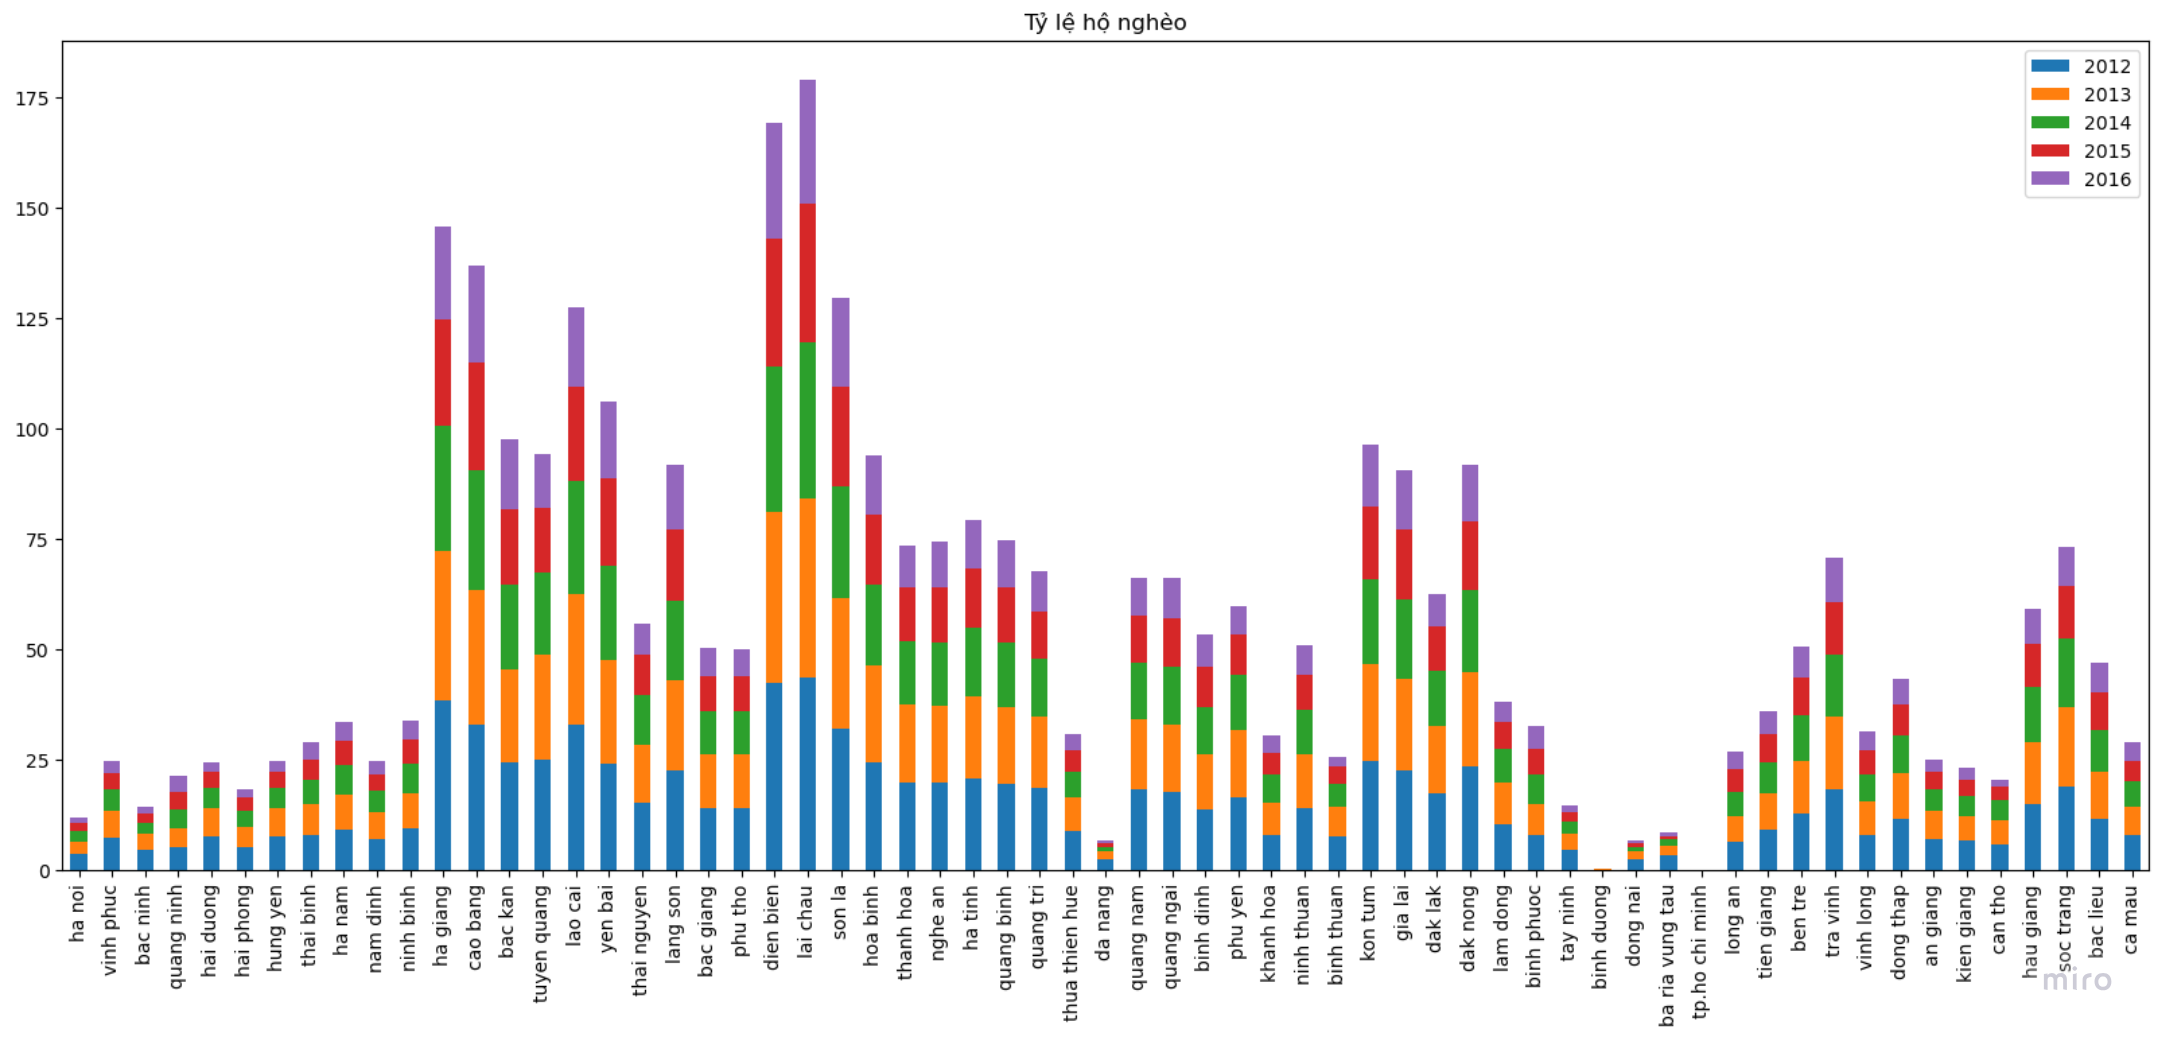 Tỷ lệ hộ nghèo
2012
2013
2014
2015
2016
175
150
125
100
75
50
25
0
ha noi
vinh phuc
bac ninh
quang ninh
hai duong
hai phong
hung yen
thai binh
ha nam
nam dinh
ninh binh
ha giang
cao bang
bac kan
tuyen quang
lao cai
yen bai
thai nguyen
lang son
bac giang
phu tho
dien bien
lai chau
son la
hoa binh
thanh hoa
nghe an
ha tinh
quang binh
quang tri
thua thien hue
da nang
quang nam
quang ngai
binh dinh
phu yen
khanh hoa
ninh thuan
binh thuan
kon tum
gia lai
dak lak
dak nong
lam dong
binh phuoc
tay ninh
binh duong
dong nai
ba ria vung tau
tp.ho chi minh
long an
tien giang
ben tre
tra vinh
vinh long
dong thap
an giang
kien giang
can tho
hau giang
soc trang
bac lieu
ca mau
miro